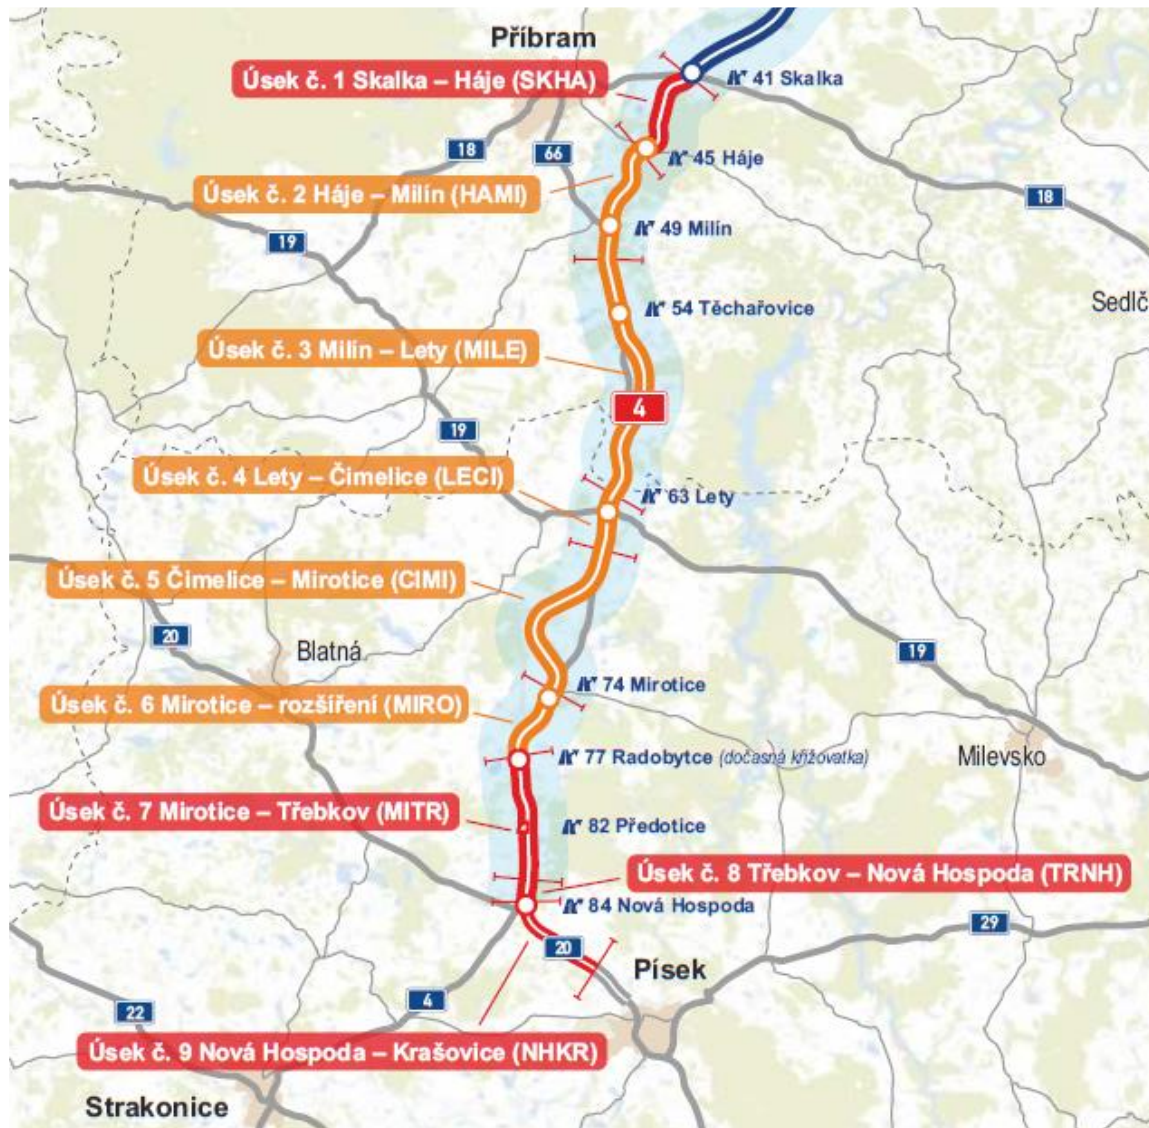 Příbram
Úsek č. 1 Skalka – Háje (SKHA)
41 Skalka
18
66
45 Háje
Úsek č. 2 Háje – Milín (HAMI)
18
49 Milín
19
Sedlč
54 Těchařovice
Úsek č. 3 Milín – Lety (MILE)
4
19
Úsek č. 4 Lety – Čimelice (LECI)
63 Lety
Úsek č. 5 Čimelice – Mirotice (CIMI)
20
Blatná
19
74 Mirotice
Úsek č. 6 Mirotice – rozšíření (MIRO)
77 Radobytce (dočasná křižovatka)
Milevsko
Úsek č. 7 Mirotice – Třebkov (MITR)
82 Předotice
Úsek č. 8 Třebkov – Nová Hospoda (TRNH)
84 Nová Hospoda
29
20
Písek
4
22
Úsek č. 9 Nová Hospoda – Krašovice (NHKR)
Strakonice